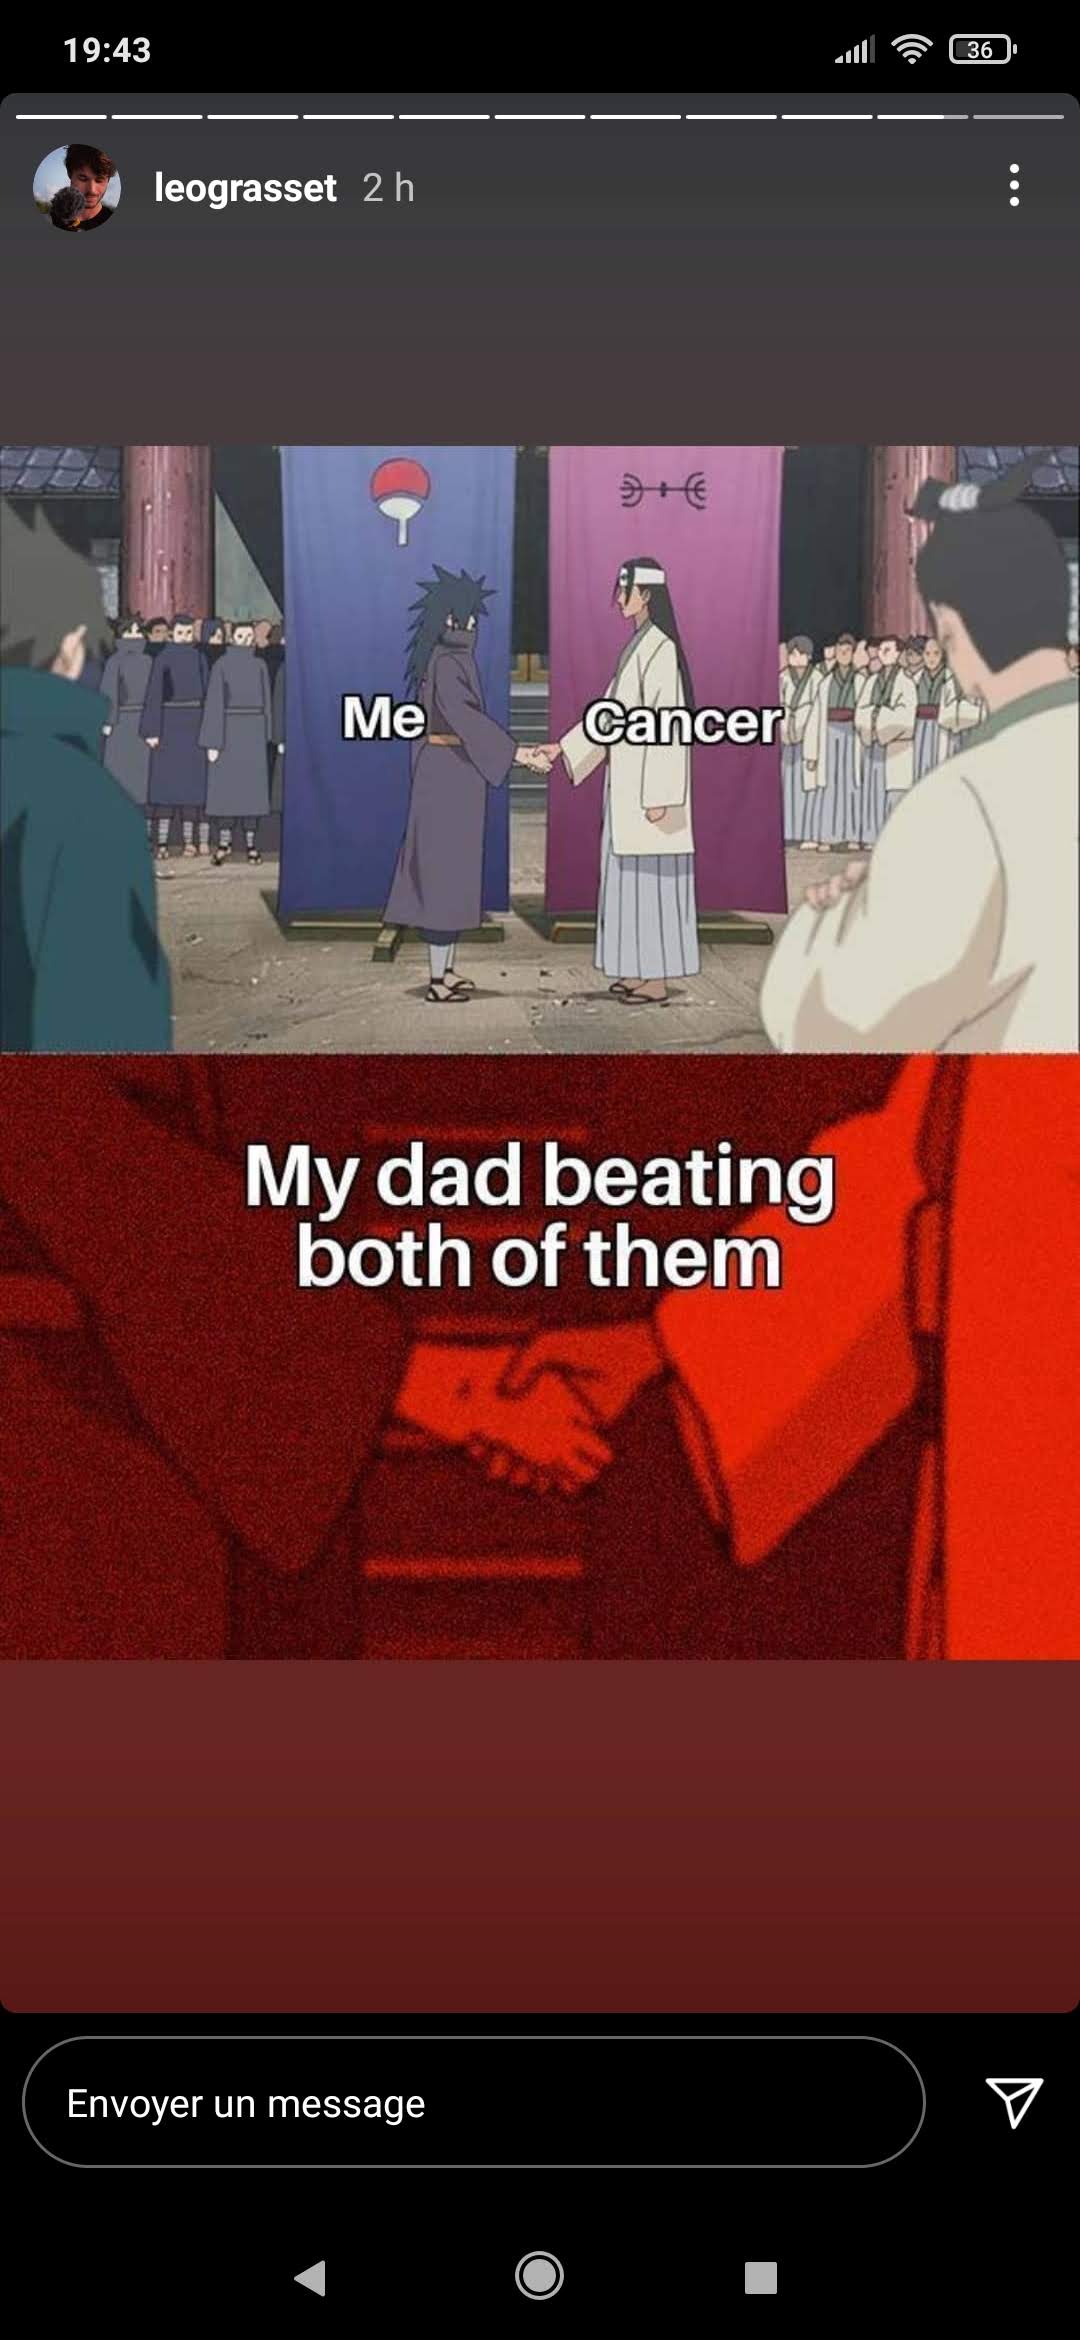 19:43
36
leograsset 2 h
Me
Cancer
My dad beating
both of them
Envoyer un message